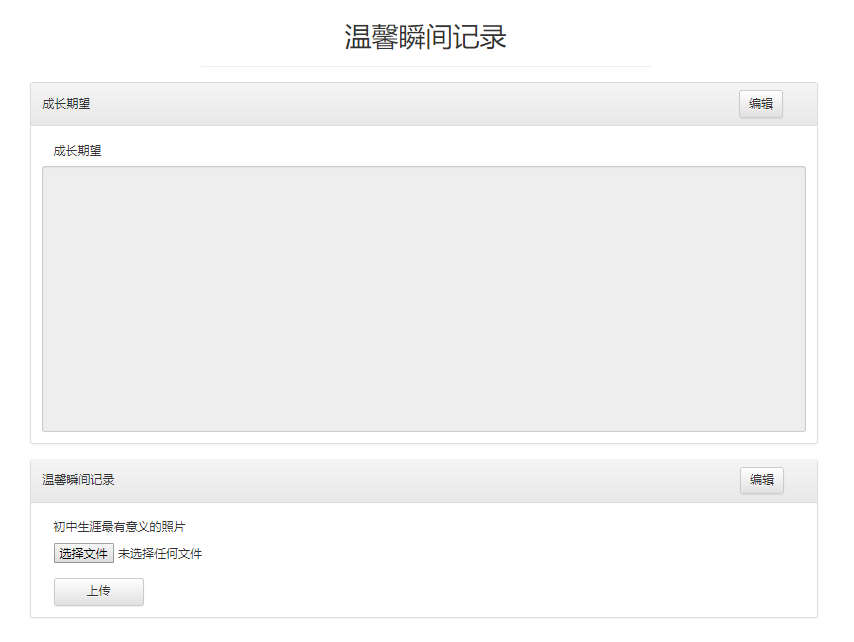 温馨瞬间记录
成长期望 编辑
成长期望
温馨瞬间记录 编辑
初中生涯最有意义的照片
选择文件 未选择任何文件
上传